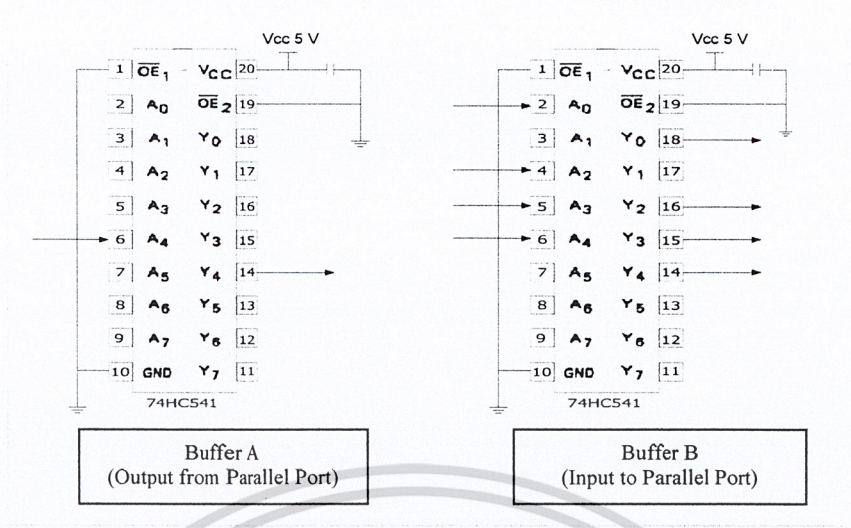 Vcc 5 V
1 OE1 VCC 20
2 A0 OE2 19
3 A1 Y0 18
4 A2 Y1 17
5 A3 Y2 16
6 A4 Y3 15
7 A5 Y4 14
8 A6 Y5 13
9 A7 Y6 12
10 GND Y7 11
74HC541
Buffer A
(Output from Parallel Port)
Vcc 5 V
1 OE1 VCC 20
2 A0 OE2 19
3 A1 Y0 18
4 A2 Y1 17
5 A3 Y2 16
6 A4 Y3 15
7 A5 Y4 14
8 A6 Y5 13
9 A7 Y6 12
10 GND Y7 11
74HC541
Buffer B
(Input to Parallel Port)